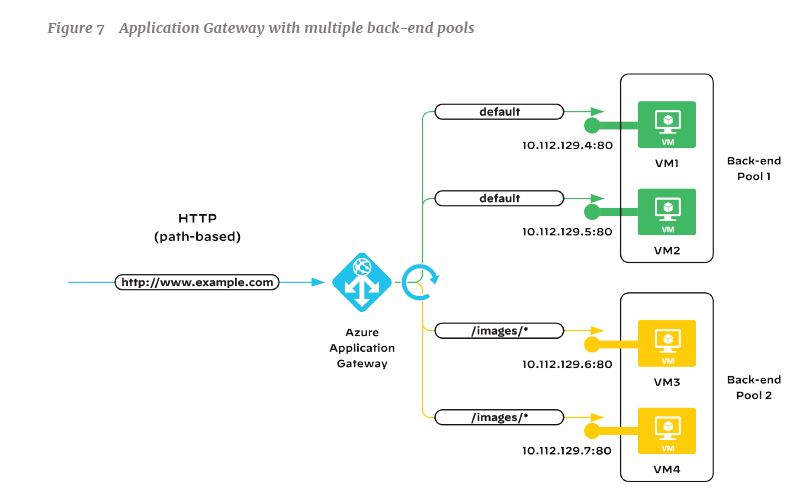 Figure 7 Application Gateway with multiple back-end pools
default
10.112.129.4:80
VM
VM1
Back-end
Pool 1
default
10.112.129.5:80
VM
VM2
HTTP
(path-based)
http://www.example.com
Azure
Application
Gateway
/images/*
10.112.129.6:80
VM
VM3
Back-end
Pool 2
/images/*
10.112.129.7:80
VM
VM4